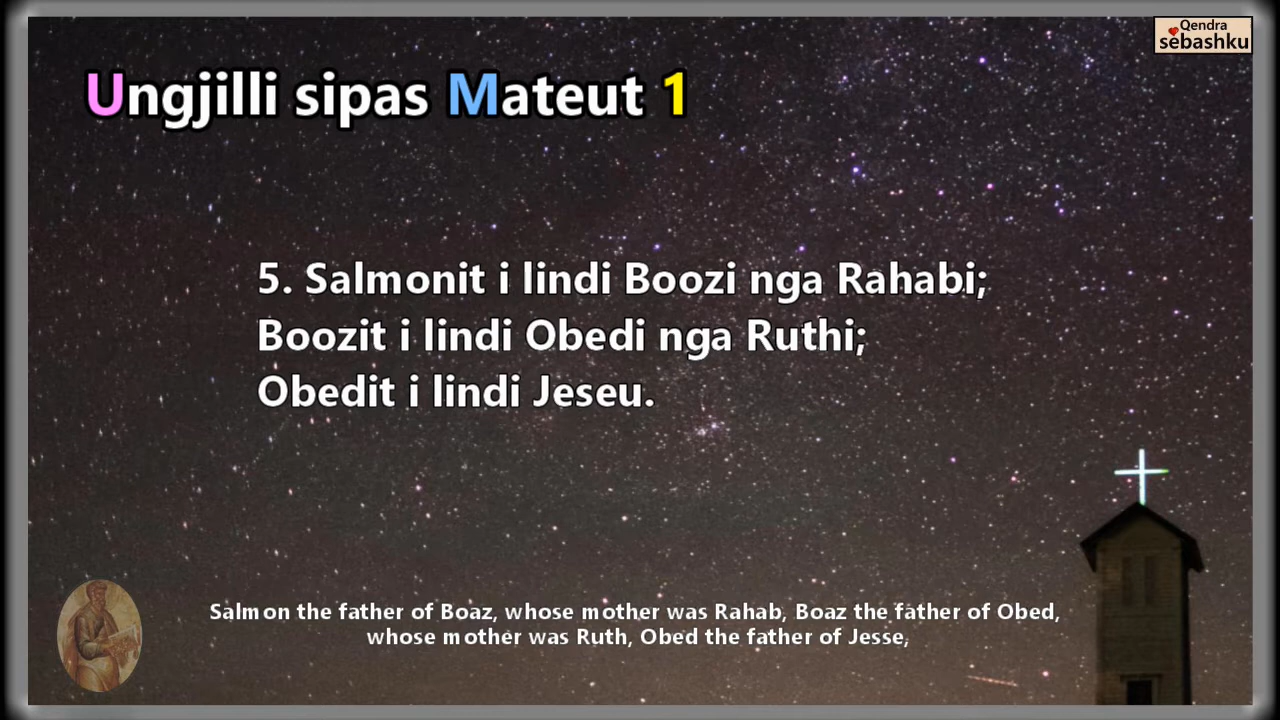 Qendra
sebashku
Ungjilli sipas Mateut 1
5. Salmonit i lindi Boozi nga Rahabi;
Boozit i lindi Obedi nga Ruthi;
Obedit i lindi Jeseu.
Salmon the father of Boaz, whose mother was Rahab, Boaz the father of Obed,
whose mother was Ruth, Obed the father of Jesse,